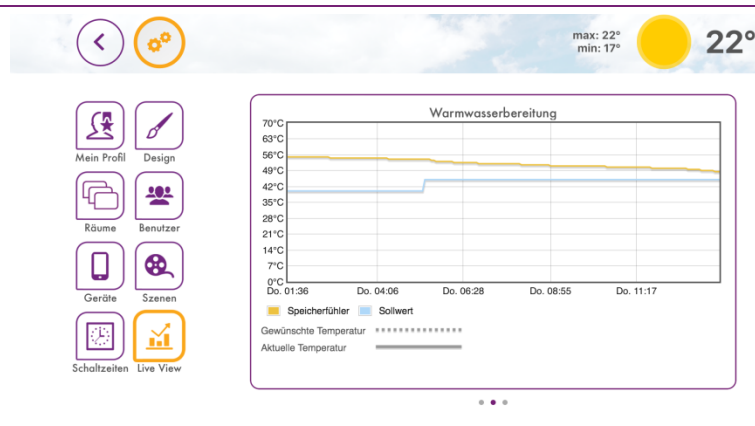 max: 22°
min: 17°
22°
Mein Profil
Design
Räume
Benutzer
Geräte
Szenen
Schaltzeiten
Live View
Warmwasserbereitung
70°C
63°C
56°C
49°C
42°C
35°C
28°C
21°C
14°C
7°C
0°C
Do. 01:36 Do. 04:06 Do. 06:28 Do. 08:55 Do. 11:17
Speicherfühler Sollwert
Gewünschte Temperatur
Aktuelle Temperatur